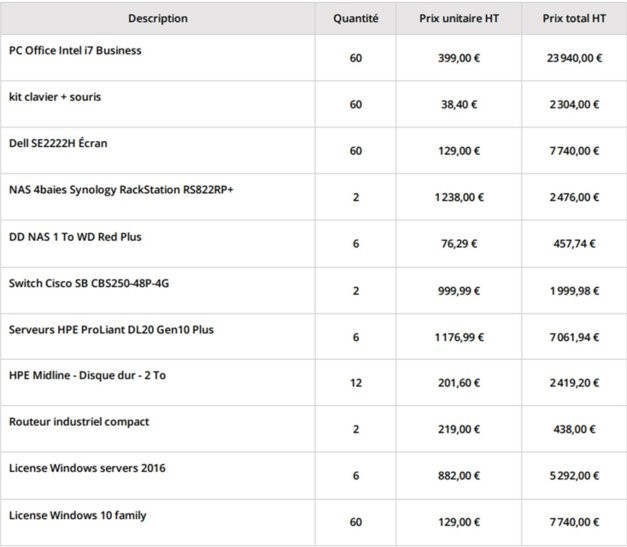 Description Quantité Prix unitaire HT Prix total HT
PC Office Intel i7 Business 60 399,00 € 23 940,00 €
kit clavier + souris 60 38,40 € 2 304,00 €
Dell SE2222H Écran 60 129,00 € 7 740,00 €
NAS 4baies Synology RackStation RS822RP+ 2 1 238,00 € 2 476,00 €
DD NAS 1 To WD Red Plus 6 76,29 € 457,74 €
Switch Cisco SB CBS250-48P-4G 2 999,99 € 1 999,98 €
Serveurs HPE ProLiant DL20 Gen10 Plus 6 1 176,99 € 7 061,94 €
HPE Midline - Disque dur - 2 To 12 201,60 € 2 419,20 €
Routeur industriel compact 2 219,00 € 438,00 €
License Windows servers 2016 6 882,00 € 5 292,00 €
License Windows 10 family 60 129,00 € 7 740,00 €